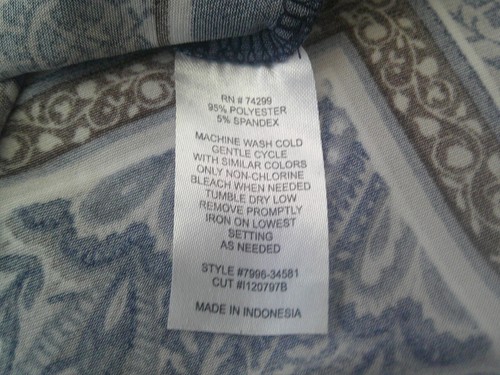 RN # 74299
95% POLYESTER
5% SPANDEX
MACHINE WASH COLD
GENTLE CYCLE
WITH SIMILAR COLORS
ONLY NON-CHLORINE
BLEACH WHEN NEEDED
TUMBLE DRY LOW
REMOVE PROMPTLY
IRON ON LOWEST
SETTING
AS NEEDED
STYLE #7996-34581
CUT #I120797B
MADE IN INDONESIA